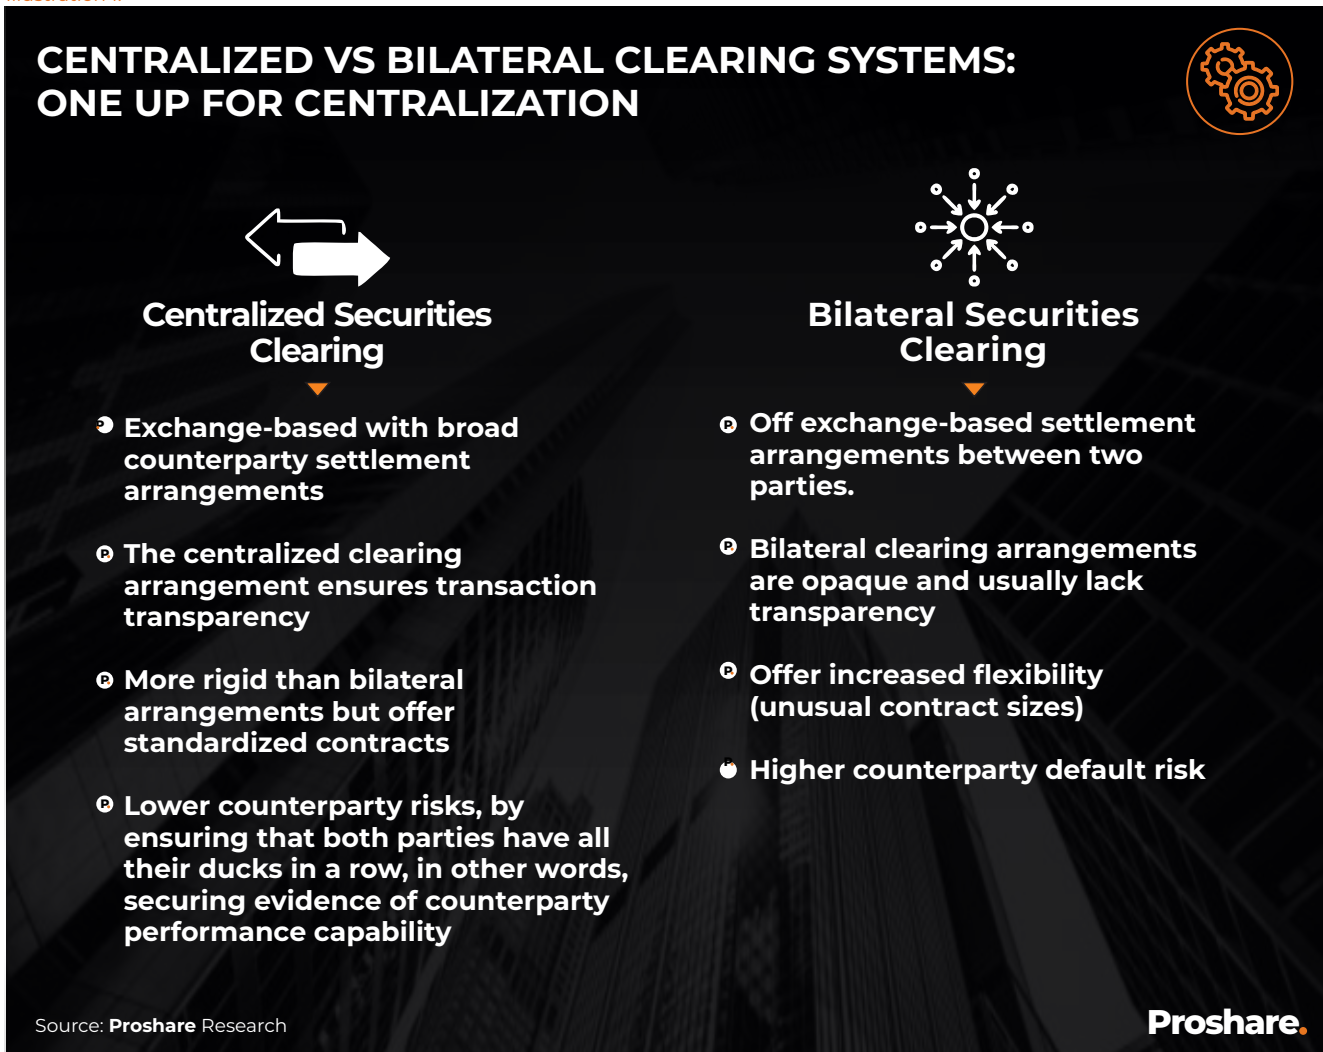 CENTRALIZED VS BILATERAL CLEARING SYSTEMS:
ONE UP FOR CENTRALIZATION
Centralized Securities
Clearing
Exchange-based with broad
counterparty settlement
arrangements
The centralized clearing
arrangement ensures transaction
transparency
More rigid than bilateral
arrangements but offer
standardized contracts
Lower counterparty risks, by
ensuring that both parties have all
their ducks in a row, in other words,
securing evidence of counterparty
performance capability
Bilateral Securities
Clearing
Off exchange-based settlement
arrangements between two
parties.
Bilateral clearing arrangements
are opaque and usually lack
transparency
Offer increased flexibility
(unusual contract sizes)
Higher counterparty default risk
Source: Proshare Research
Proshare.